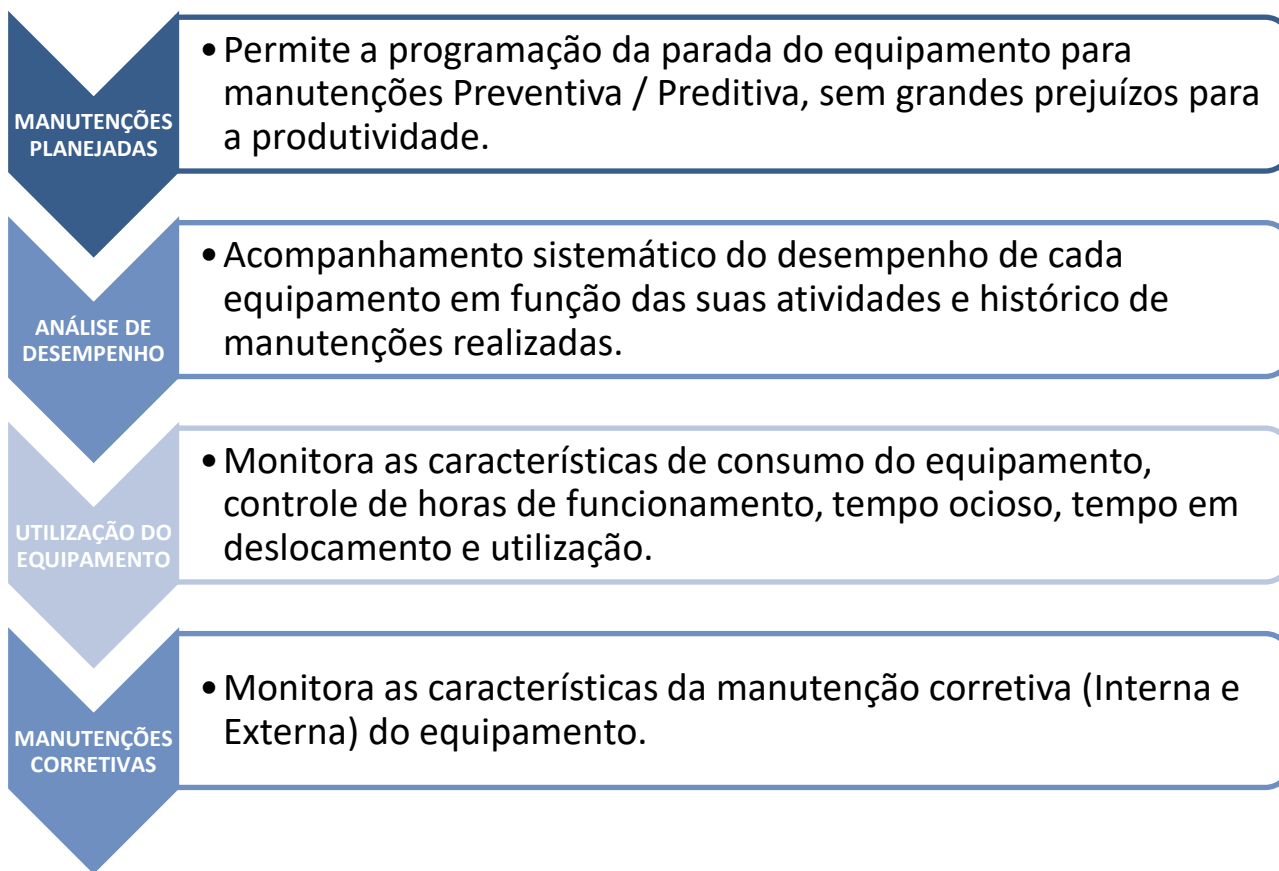 MANUTENÇÕES
PLANEJADAS
•Permite a programação da parada do equipamento para
manutenções Preventiva / Preditiva, sem grandes prejuízos para
a produtividade.
ANÁLISE DE
DESEMPENHO
•Acompanhamento sistemático do desempenho de cada
equipamento em função das suas atividades e histórico de
manutenções realizadas.
UTILIZAÇÃO DO
EQUIPAMENTO
•Monitora as características de consumo do equipamento,
controle de horas de funcionamento, tempo ocioso, tempo em
deslocamento e utilização.
MANUTENÇÕES
CORRETIVAS
•Monitora as características da manutenção corretiva (Interna e
Externa) do equipamento.